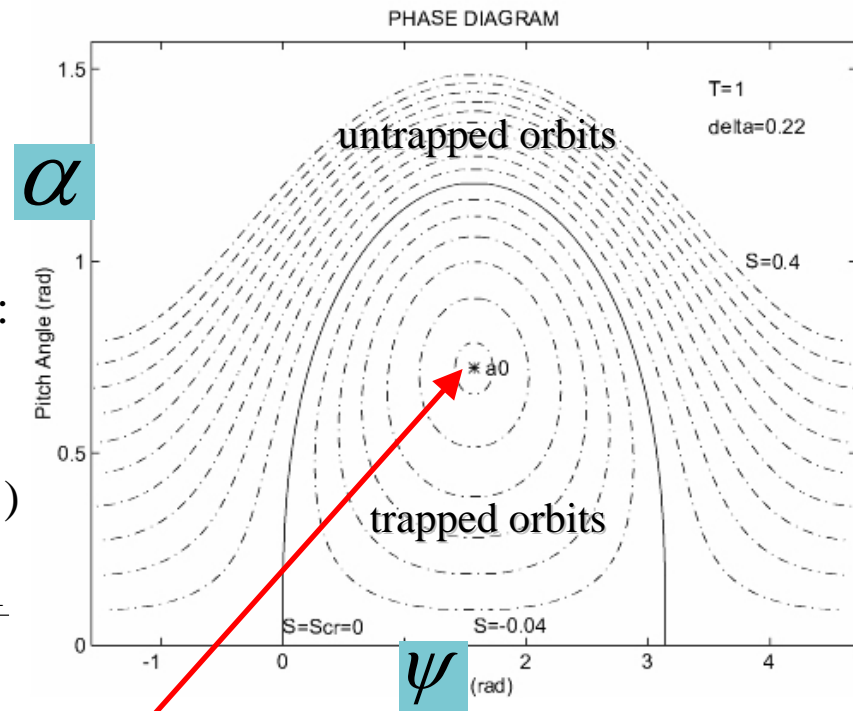 PHASE DIAGRAM
1.5
T=1
untrapped orbits
delta=0.22
α
1
S=0.4
:
Pitch Angle (rad)
a0
0.5
)
trapped orbits
S=Scr=0
S=-0.04
0
-1
0
2
3
4
ψ
(rad)